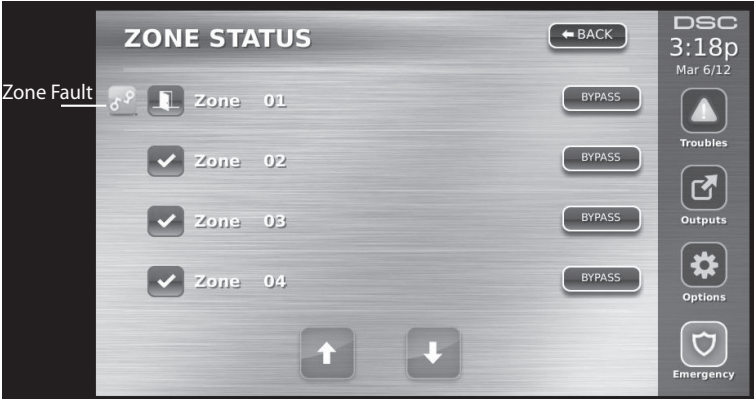 ZONE STATUS
BACK
DSC
3:18p
Mar 6/12
Zone Fault
Zone 01
BYPASS
Troubles
Zone 02
BYPASS
Outputs
Zone 03
BYPASS
Options
Zone 04
BYPASS
Emergency